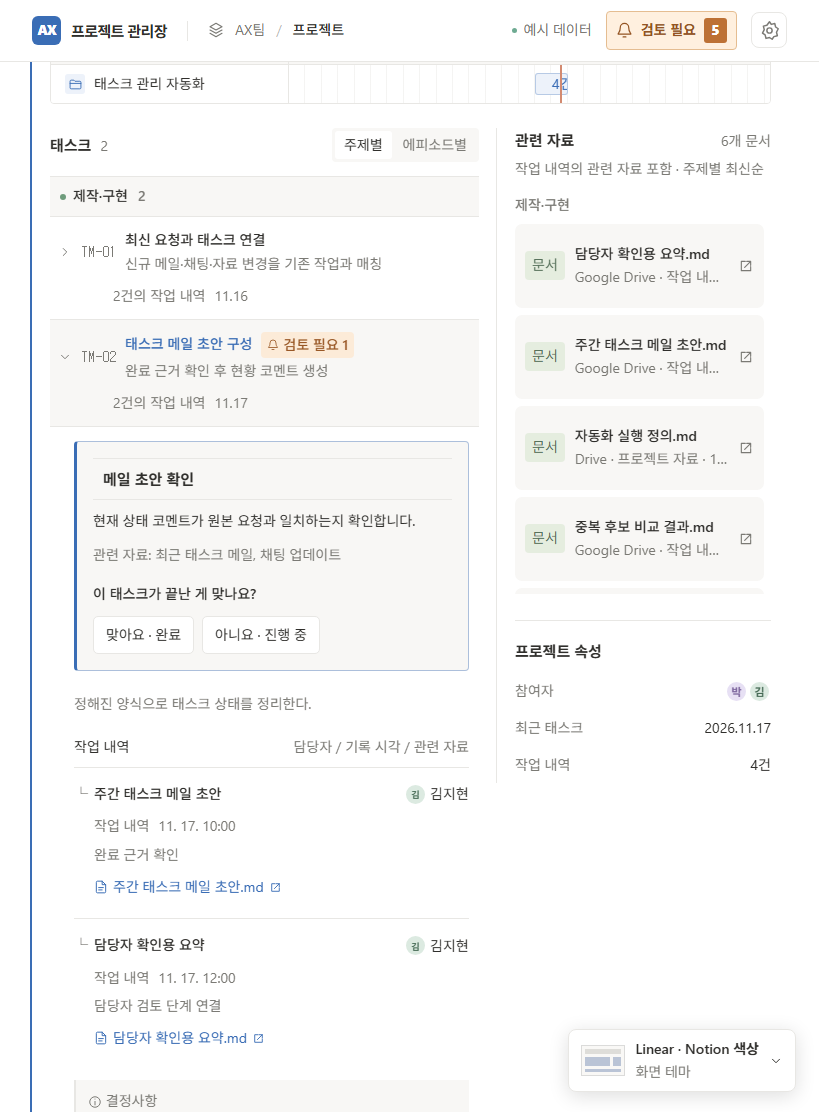 AX 프로젝트 관리장 AX팀 / 프로젝트 예시 데이터 검토 필요 5
태스크 관리 자동화 4건
태스크 2 주제별 에피소드별
제작·구현 2
TM-01 최신 요청과 태스크 연결
신규 메일·채팅·자료 변경을 기존 작업과 매칭
2건의 작업 내역 11.16
TM-02 태스크 메일 초안 구성 검토 필요 1
완료 근거 확인 후 현황 코멘트 생성
2건의 작업 내역 11.17
메일 초안 확인
현재 상태 코멘트가 원본 요청과 일치하는지 확인합니다.
관련 자료: 최근 태스크 메일, 채팅 업데이트
이 태스크가 끝난 게 맞나요?
맞아요 · 완료 아니요 · 진행 중
정해진 양식으로 태스크 상태를 정리한다.
작업 내역 담당자 / 기록 시각 / 관련 자료
주간 태스크 메일 초안 김 김지현
작업 내역 11. 17. 10:00
완료 근거 확인
주간 태스크 메일 초안.md
담당자 확인용 요약 김 김지현
작업 내역 11. 17. 12:00
담당자 검토 단계 연결
담당자 확인용 요약.md
결정사항
관련 자료 6개 문서
작업 내역의 관련 자료 포함 · 주제별 최신순
제작·구현
문서 담당자 확인용 요약.md
Google Drive · 작업 내...
문서 주간 태스크 메일 초안.md
Google Drive · 작업 내...
문서 자동화 실행 정의.md
Drive · 프로젝트 자료 · 1...
문서 중복 후보 비교 결과.md
Google Drive · 작업 내...
프로젝트 속성
참여자 박 김
최근 태스크 2026.11.17
작업 내역 4건
Linear · Notion 색상
화면 테마